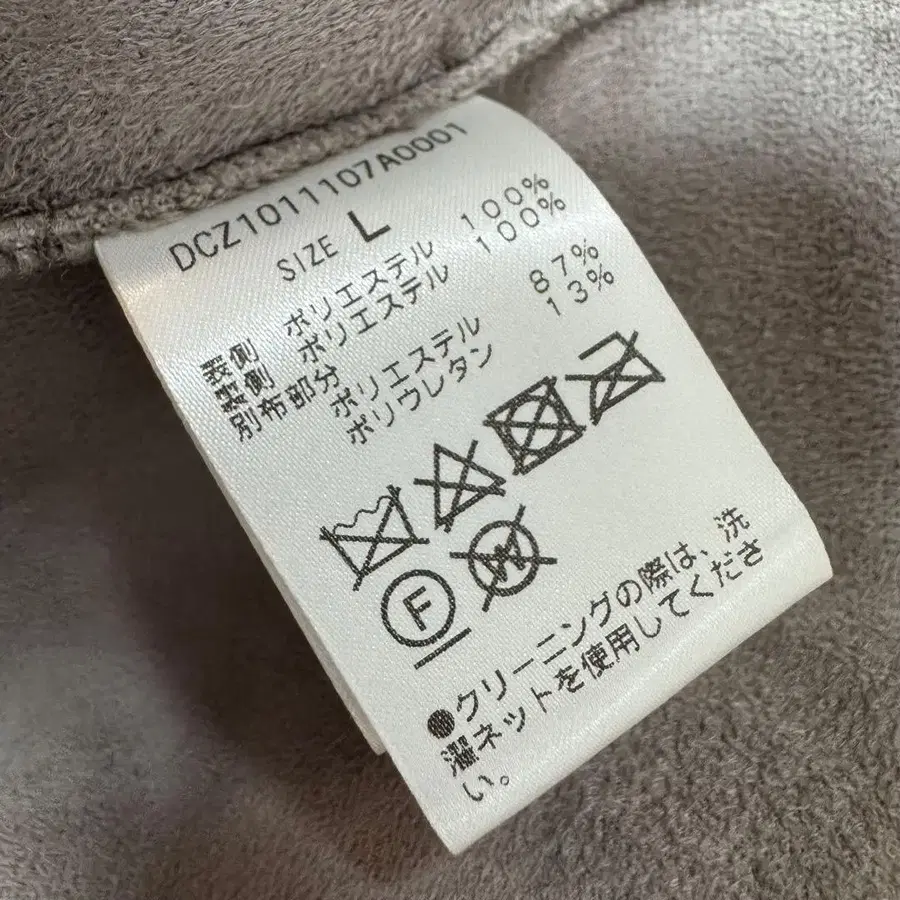 DCZ1011107A0001
SIZE L
表側 ポリエステル 100%
裏側 ポリエステル 100%
別布部分
ポリエステル 87%
ポリウレタン 13%
F
W
●クリーニングの際は、洗
濯ネットを使用してくださ
い。